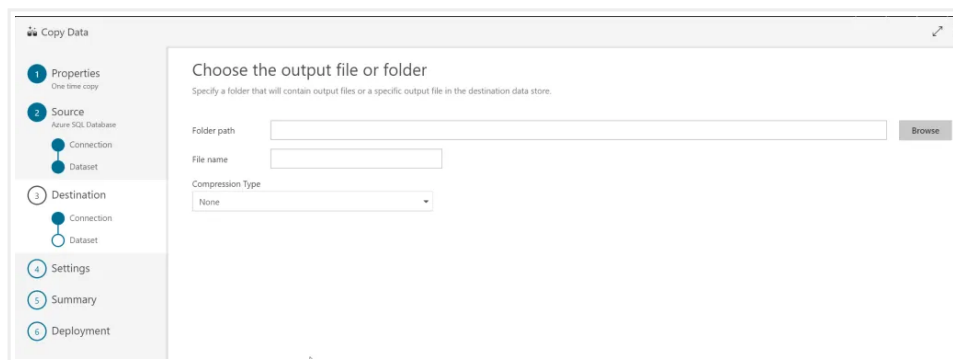 Copy Data
1 Properties
One time copy
2 Source
Azure SQL Database
Connection
Dataset
3 Destination
Connection
Dataset
4 Settings
5 Summary
6 Deployment
Choose the output file or folder
Specify a folder that will contain output files or a specific output file in the destination data store.
Folder path
Browse
File name
Compression Type
None